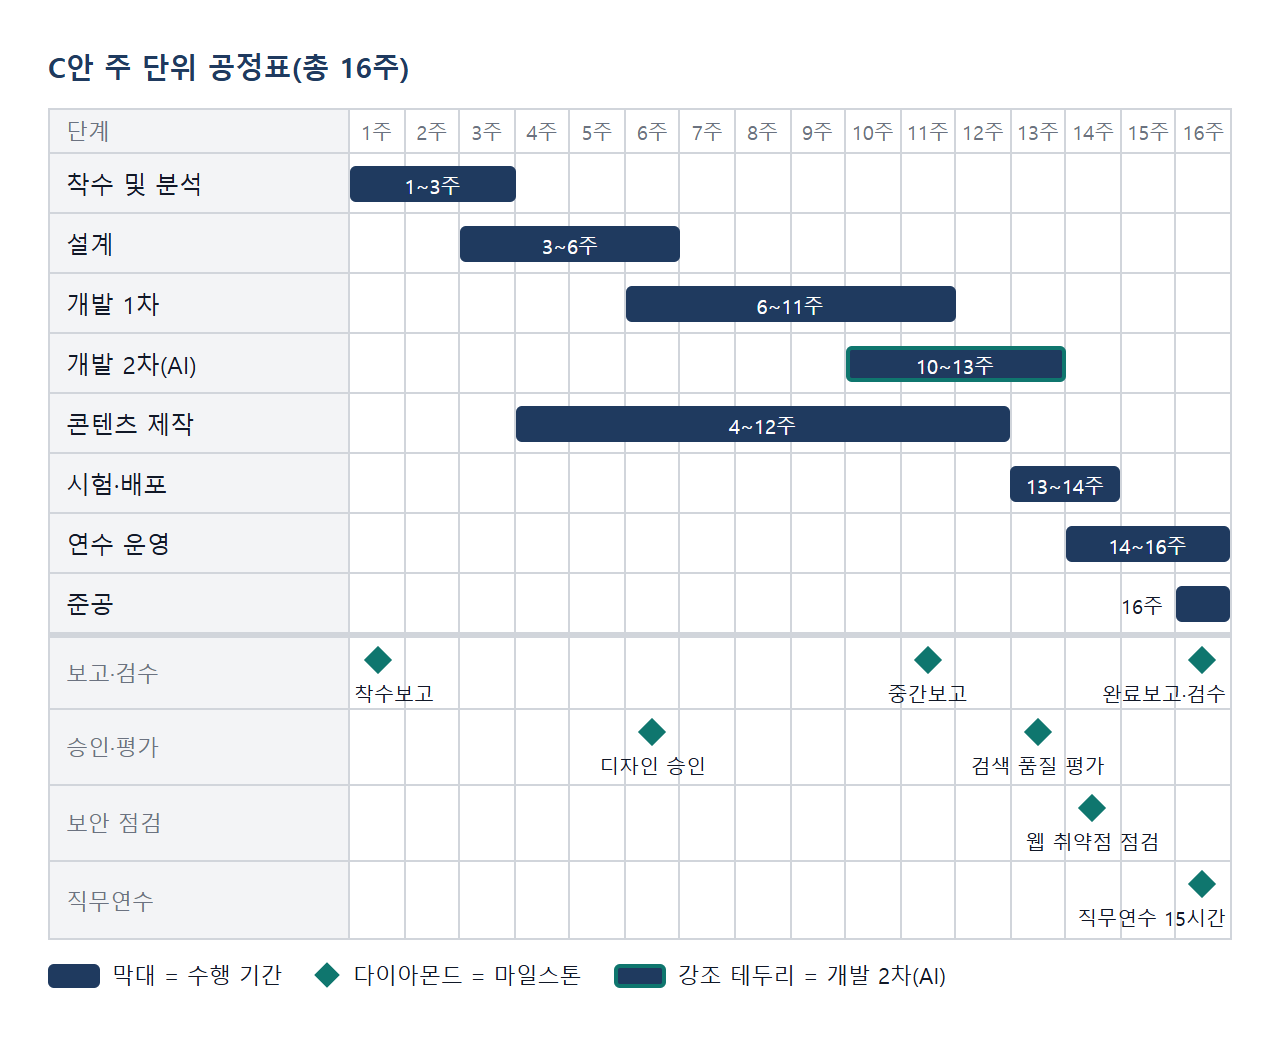 C안 주 단위 공정표(총 16주)
단계 1주 2주 3주 4주 5주 6주 7주 8주 9주 10주 11주 12주 13주 14주 15주 16주
착수 및 분석 1~3주
설계 3~6주
개발 1차 6~11주
개발 2차(AI) 10~13주
콘텐츠 제작 4~12주
시험·배포 13~14주
연수 운영 14~16주
준공 16주
보고·검수 착수보고 중간보고 완료보고·검수
승인·평가 디자인 승인 검색 품질 평가
보안 점검 웹 취약점 점검
직무연수 직무연수 15시간
막대 = 수행 기간 다이아몬드 = 마일스톤 강조 테두리 = 개발 2차(AI)